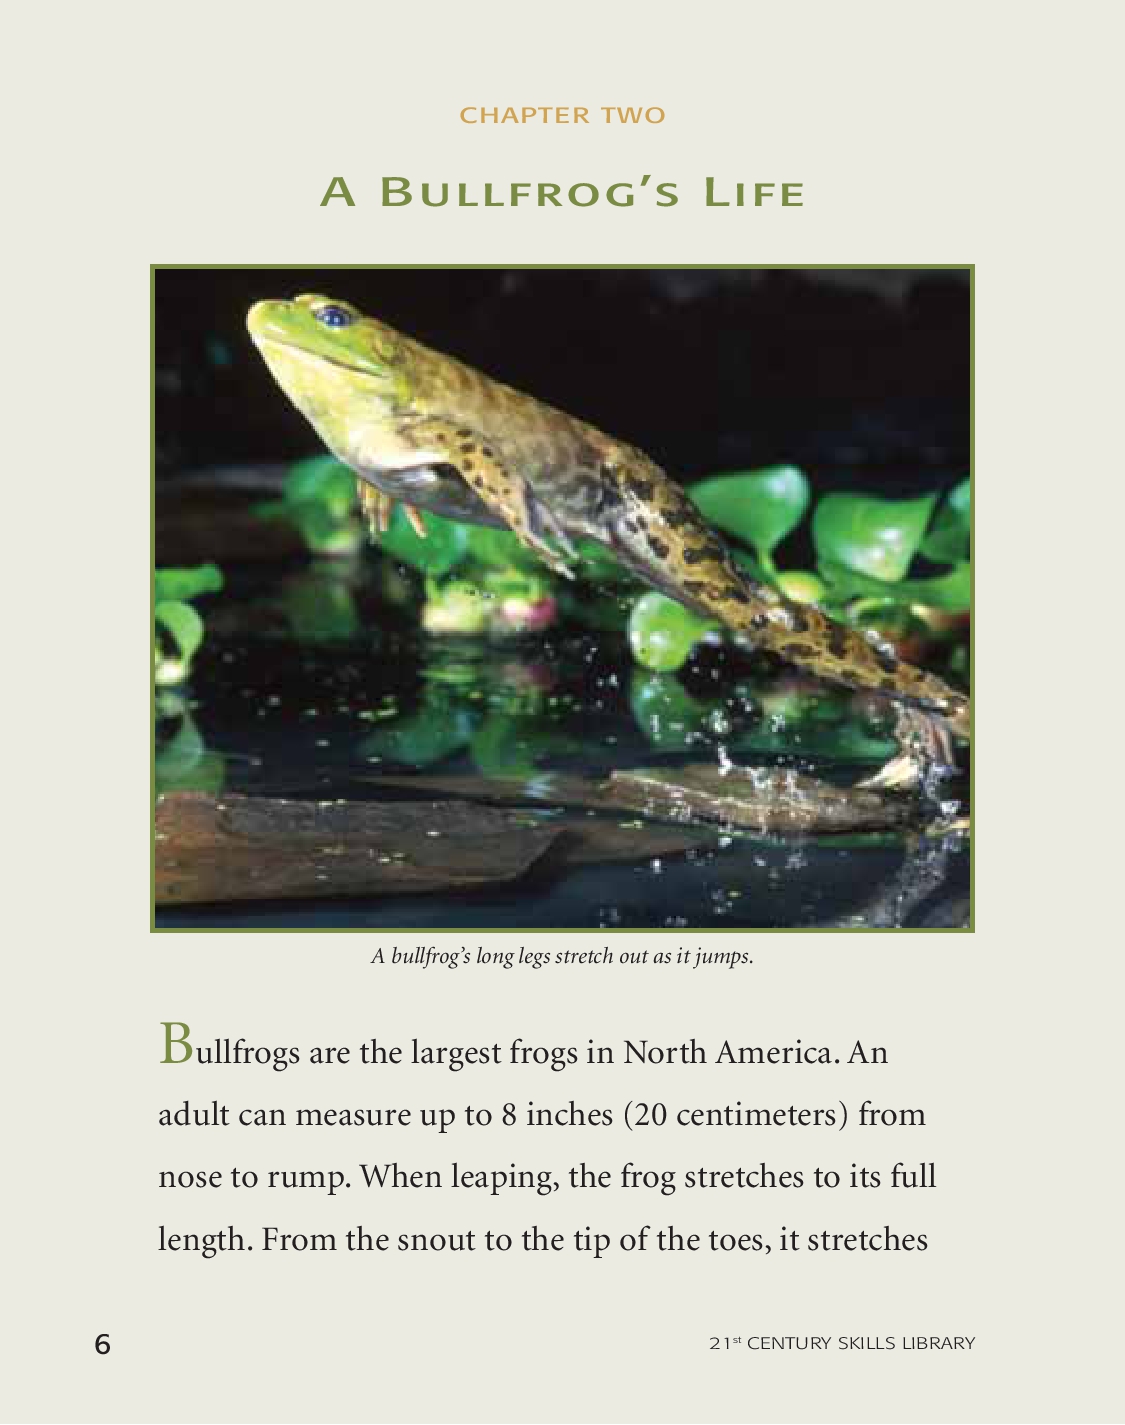 CHAPTER TWO
A BULLFROG’S LIFE
A bullfrog’s long legs stretch out as it jumps.
Bullfrogs are the largest frogs in North America. An
adult can measure up to 8 inches (20 centimeters) from
nose to rump. When leaping, the frog stretches to its full
length. From the snout to the tip of the toes, it stretches
6
21st CENTURY SKILLS LIBRARY